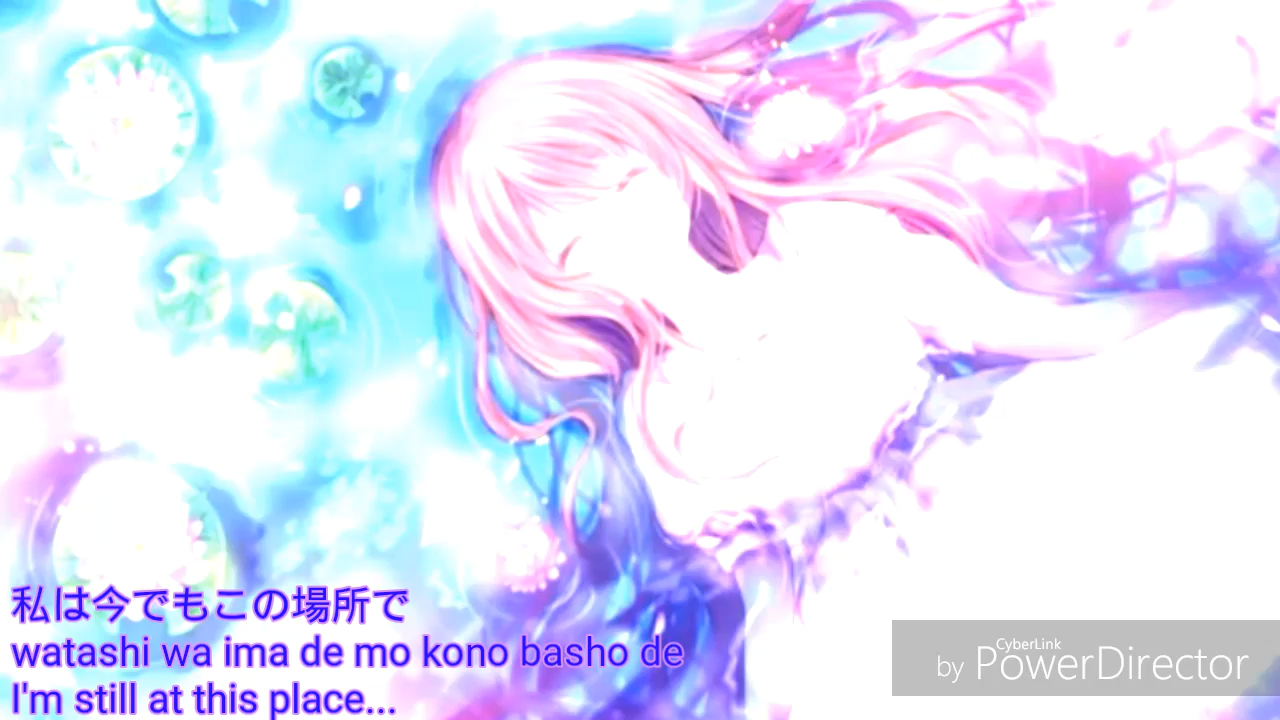 私は今でもこの場所で
watashi wa ima de mo kono basho de
I'm still at this place...
CyberLink
by PowerDirector